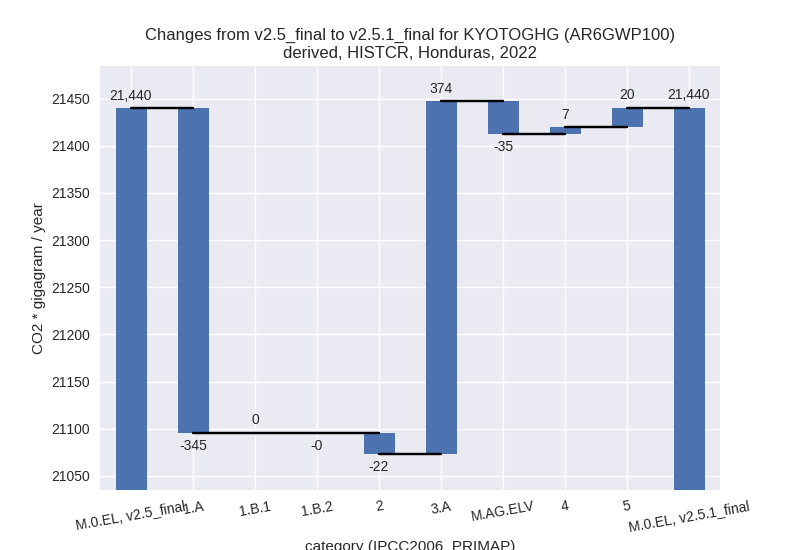 Changes from v2.5_final to v2.5.1_final for KYOTOGHG (AR6GWP100)
derived, HISTCR, Honduras, 2022
CO2 * gigagram / year
21450
21400
21350
21300
21250
21200
21150
21100
21050
21,440
-345
0
-0
-22
374
-35
7
20
21,440
M.0.EL, v2.5_final
1.A
1.B.1
1.B.2
2
3.A
M.AG.ELV
4
5
M.0.EL, v2.5.1_final
category (IPCC2006_PRIMAP)